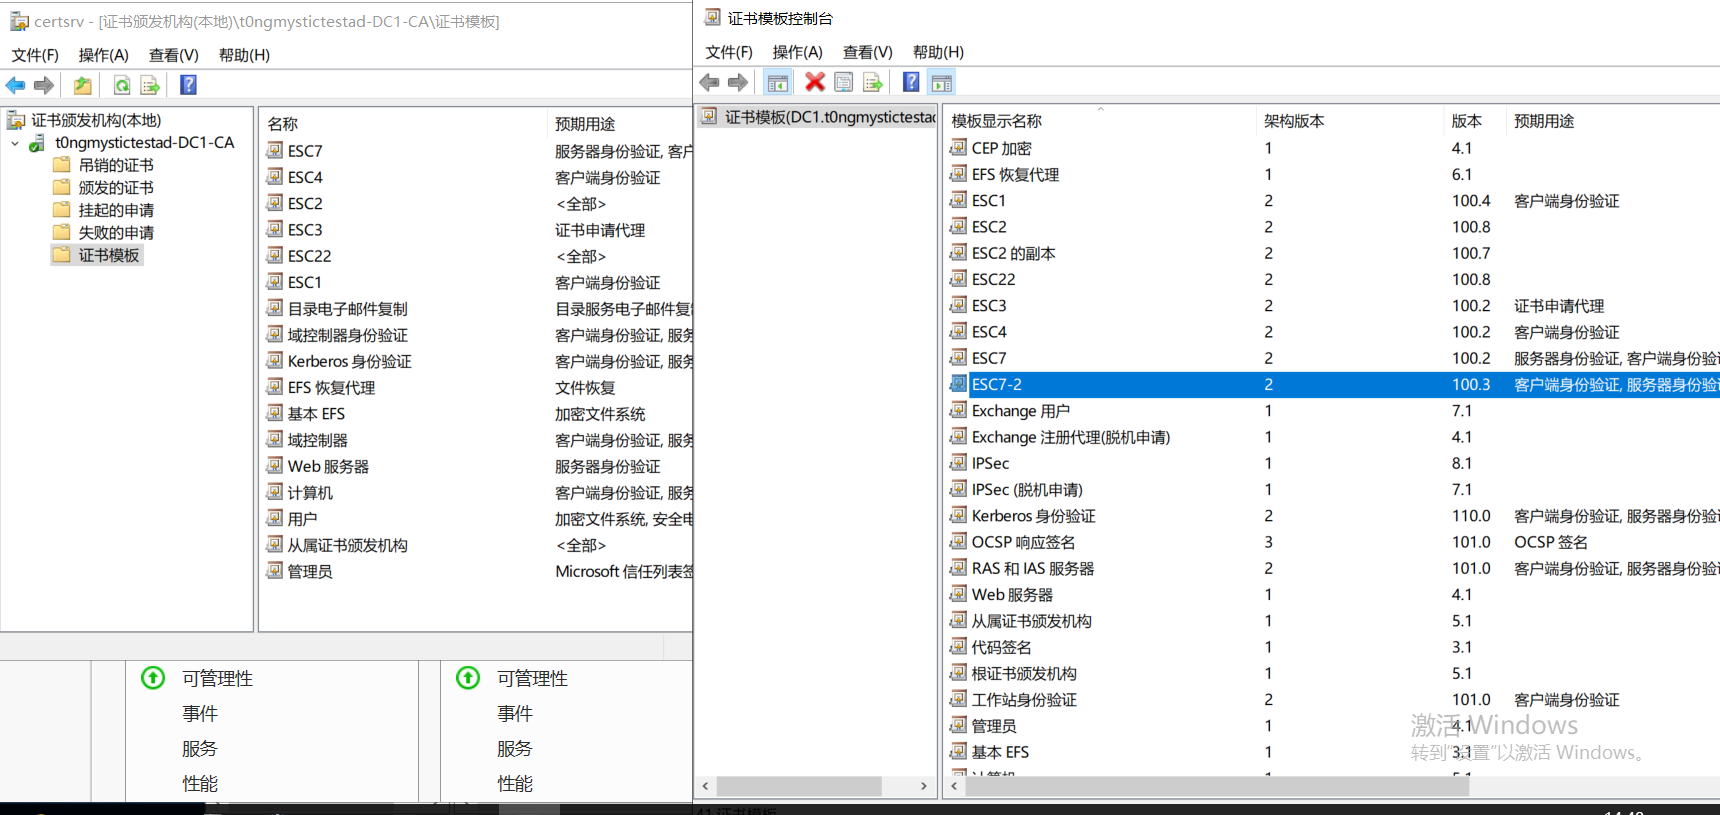 certsrv - [证书颁发机构(本地)\t0ngmystictestad-DC1-CA\证书模板]
文件(F) 操作(A) 查看(V) 帮助(H)
证书颁发机构(本地)
t0ngmystictestad-DC1-CA
吊销的证书
颁发的证书
挂起的申请
失败的申请
证书模板
名称 预期用途
ESC7 服务器身份验证, 客户
ESC4 客户端身份验证
ESC2 <全部>
ESC3 证书申请代理
ESC22 <全部>
ESC1 客户端身份验证
目录电子邮件复制 目录服务电子邮件复
域控制器身份验证 客户端身份验证, 服务
Kerberos 身份验证 客户端身份验证, 服务
EFS 恢复代理 文件恢复
基本 EFS 加密文件系统
域控制器 客户端身份验证, 服务
Web 服务器 服务器身份验证
计算机 客户端身份验证, 服务
用户 加密文件系统, 安全电
从属证书颁发机构 <全部>
管理员 Microsoft 信任列表签
可管理性
事件
服务
性能
可管理性
事件
服务
性能
证书模板控制台
文件(F) 操作(A) 查看(V) 帮助(H)
证书模板(DC1.t0ngmystictestad
模板显示名称 架构版本 版本 预期用途
CEP 加密 1 4.1
EFS 恢复代理 1 6.1
ESC1 2 100.4 客户端身份验证
ESC2 2 100.8
ESC2 的副本 2 100.7
ESC22 2 100.8
ESC3 2 100.2 证书申请代理
ESC4 2 100.2 客户端身份验证
ESC7 2 100.2 服务器身份验证, 客户端身份验证
ESC7-2 2 100.3 客户端身份验证, 服务器身份验证
Exchange 用户 1 7.1
Exchange 注册代理(脱机申请) 1 4.1
IPSec 1 8.1
IPSec (脱机申请) 1 7.1
Kerberos 身份验证 2 110.0 客户端身份验证, 服务器身份验证
OCSP 响应签名 3 101.0 OCSP 签名
RAS 和 IAS 服务器 2 101.0 客户端身份验证, 服务器身份验证
Web 服务器 1 4.1
从属证书颁发机构 1 5.1
代码签名 1 3.1
根证书颁发机构 1 5.1
工作站身份验证 2 101.0 客户端身份验证
管理员 1 4.1
基本 EFS 1 3.1
计算机 1 5.1
激活 Windows
转到"设置"以激活 Windows。
41 证书模板
14:40